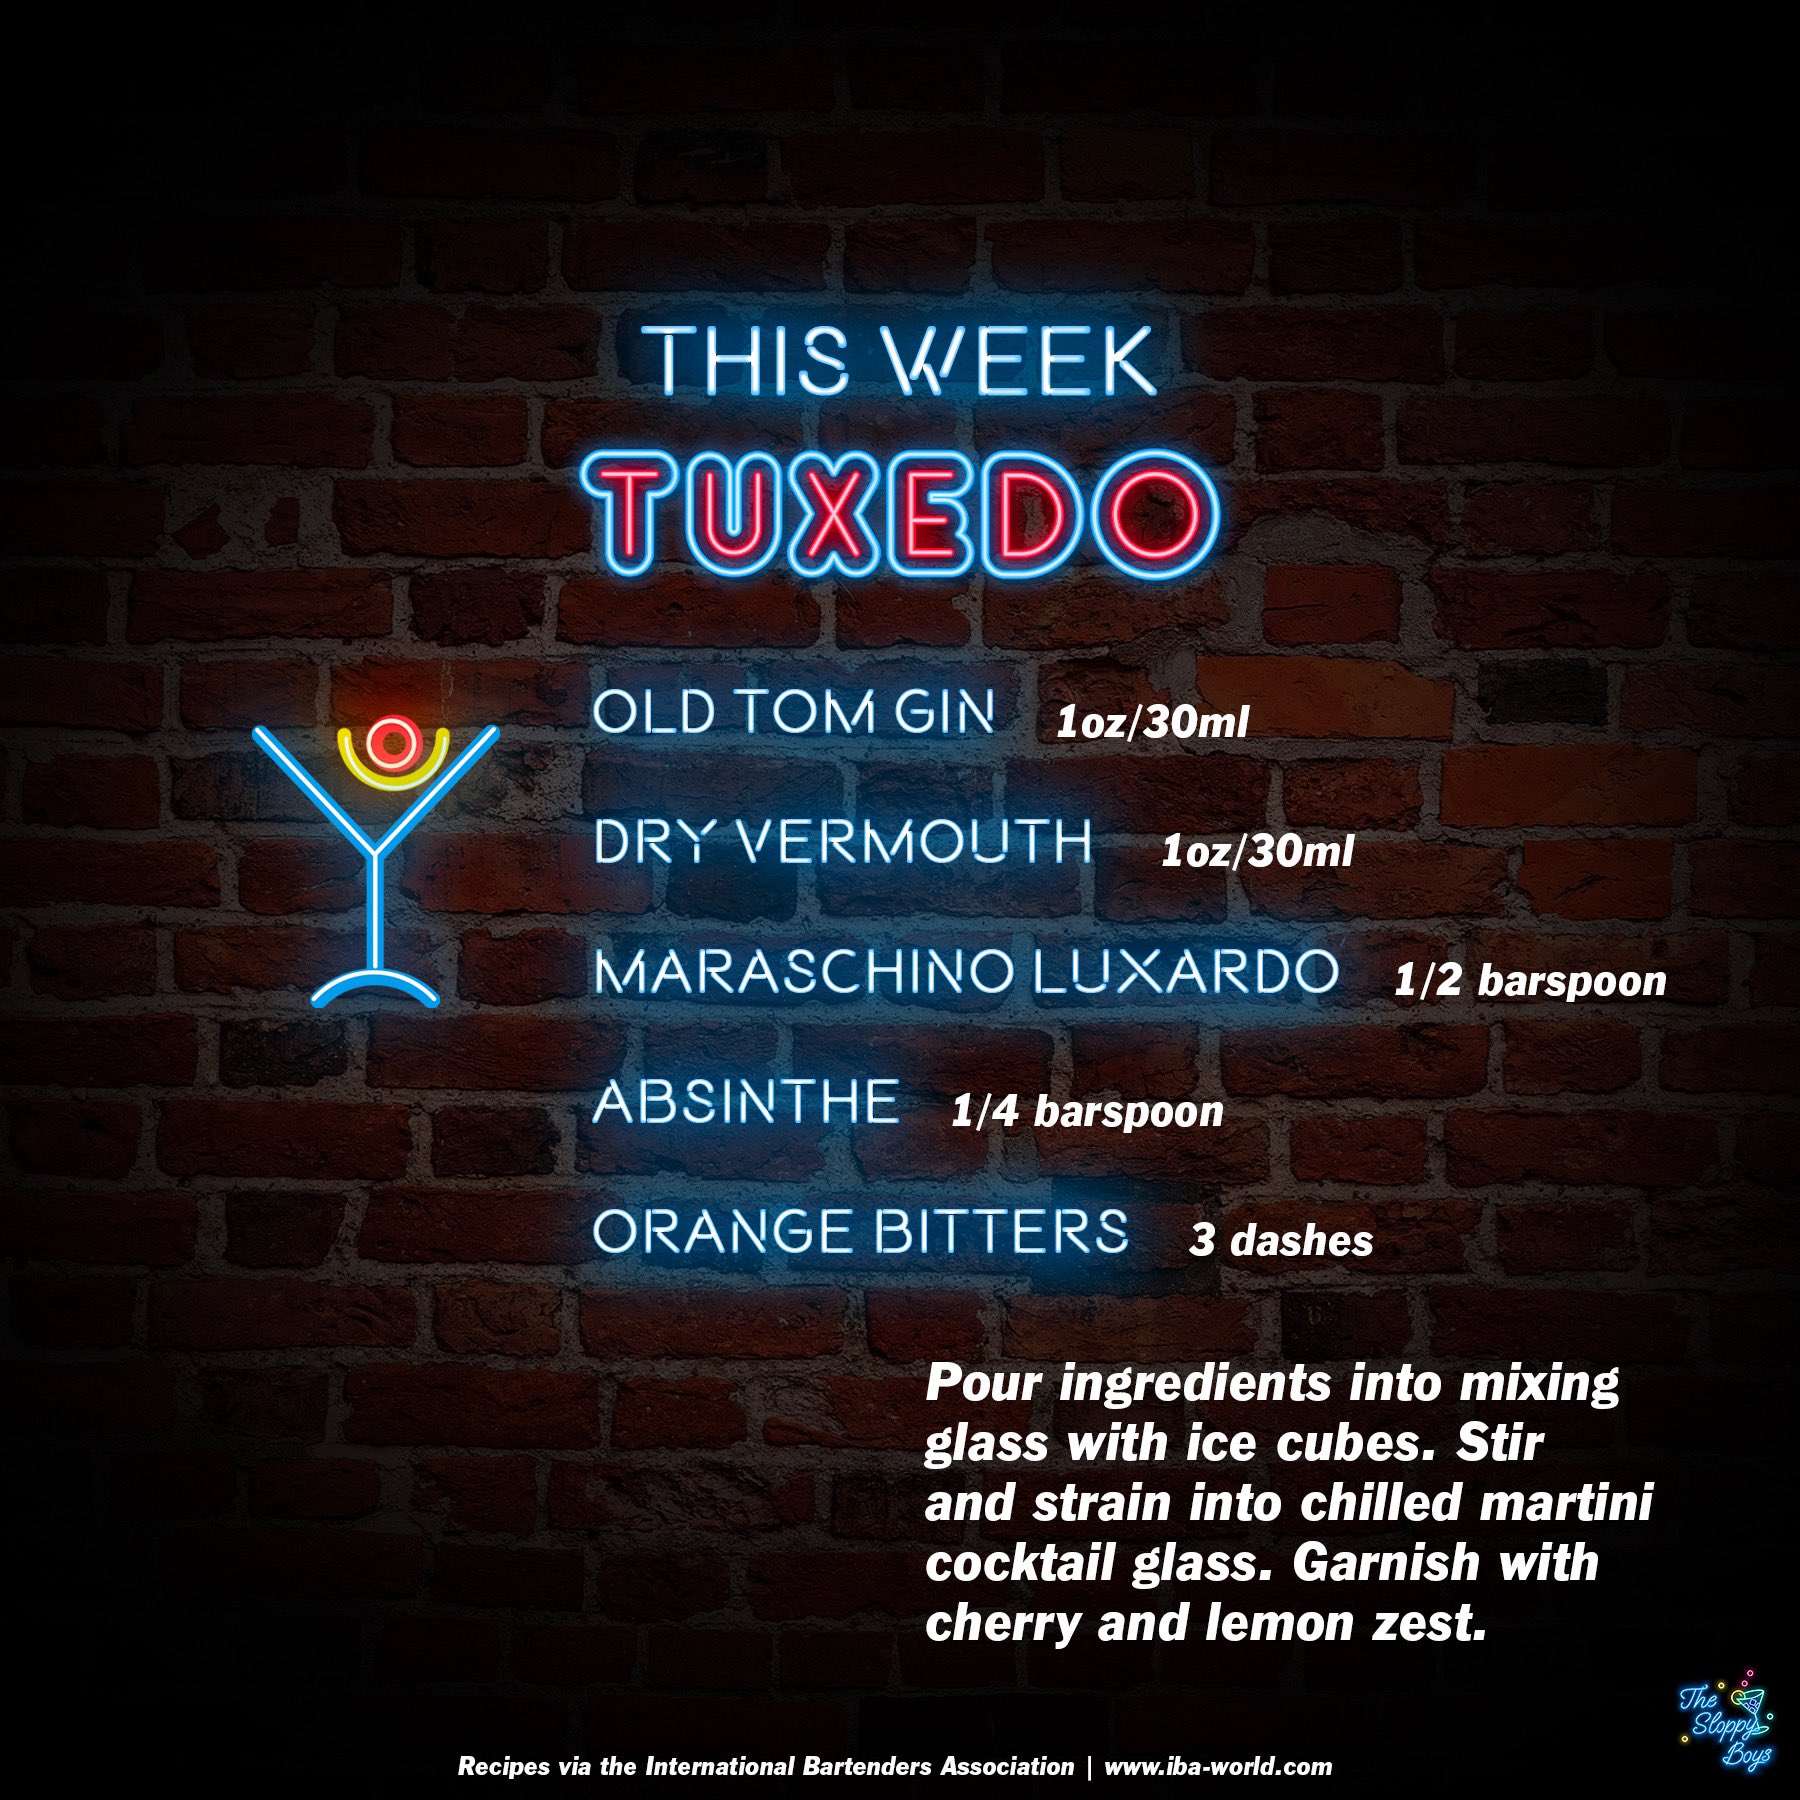 THIS WEEK
TUXEDO
OLD TOM GIN 1oz/30ml
DRY VERMOUTH 1oz/30ml
MARASCHINO LUXARDO 1/2 barspoon
ABSINTHE 1/4 barspoon
ORANGE BITTERS 3 dashes
Pour ingredients into mixing
glass with ice cubes. Stir
and strain into chilled martini
cocktail glass. Garnish with
cherry and lemon zest.
The
Sloppy
Boys
Recipes via the International Bartenders Association | www.iba-world.com